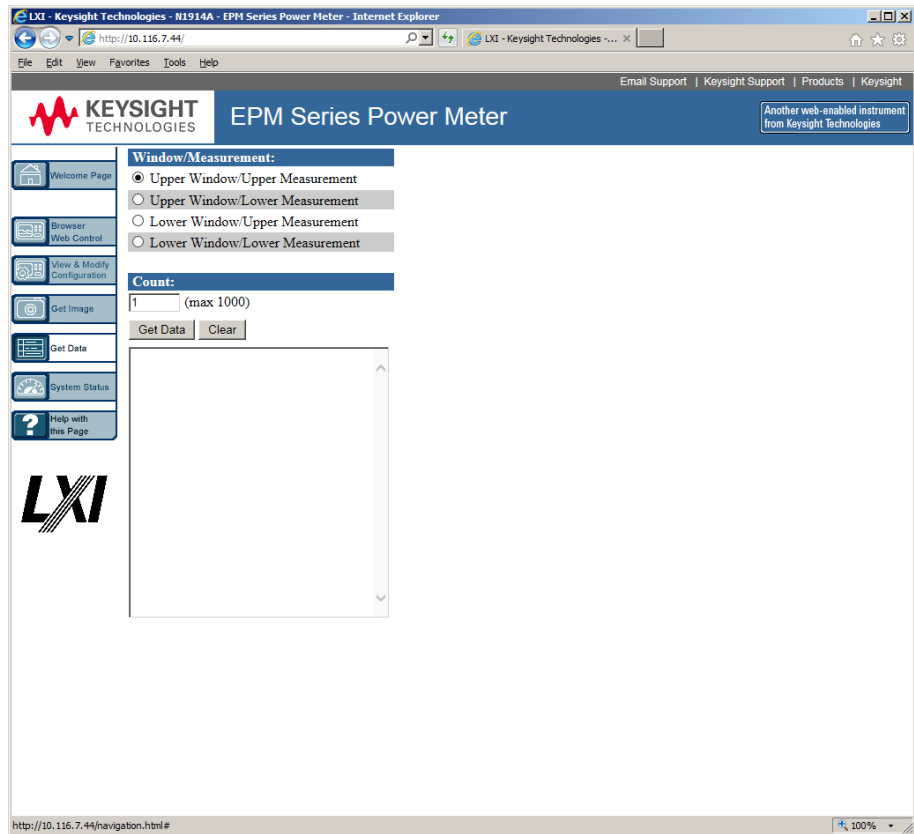 LXI - Keysight Technologies - N1914A - EPM Series Power Meter - Internet Explorer
http://10.116.7.44/
LXI - Keysight Technologies -...
File Edit View Favorites Tools Help
Email Support | Keysight Support | Products | Keysight
KEYSIGHT
TECHNOLOGIES
EPM Series Power Meter
Another web-enabled instrument
from Keysight Technologies
Welcome Page
Browser
Web Control
View & Modify
Configuration
Get Image
Get Data
System Status
Help with
this Page
LXI
Window/Measurement:
Upper Window/Upper Measurement
Upper Window/Lower Measurement
Lower Window/Upper Measurement
Lower Window/Lower Measurement
Count:
1 (max 1000)
Get Data Clear
http://10.116.7.44/navigation.html#
100%